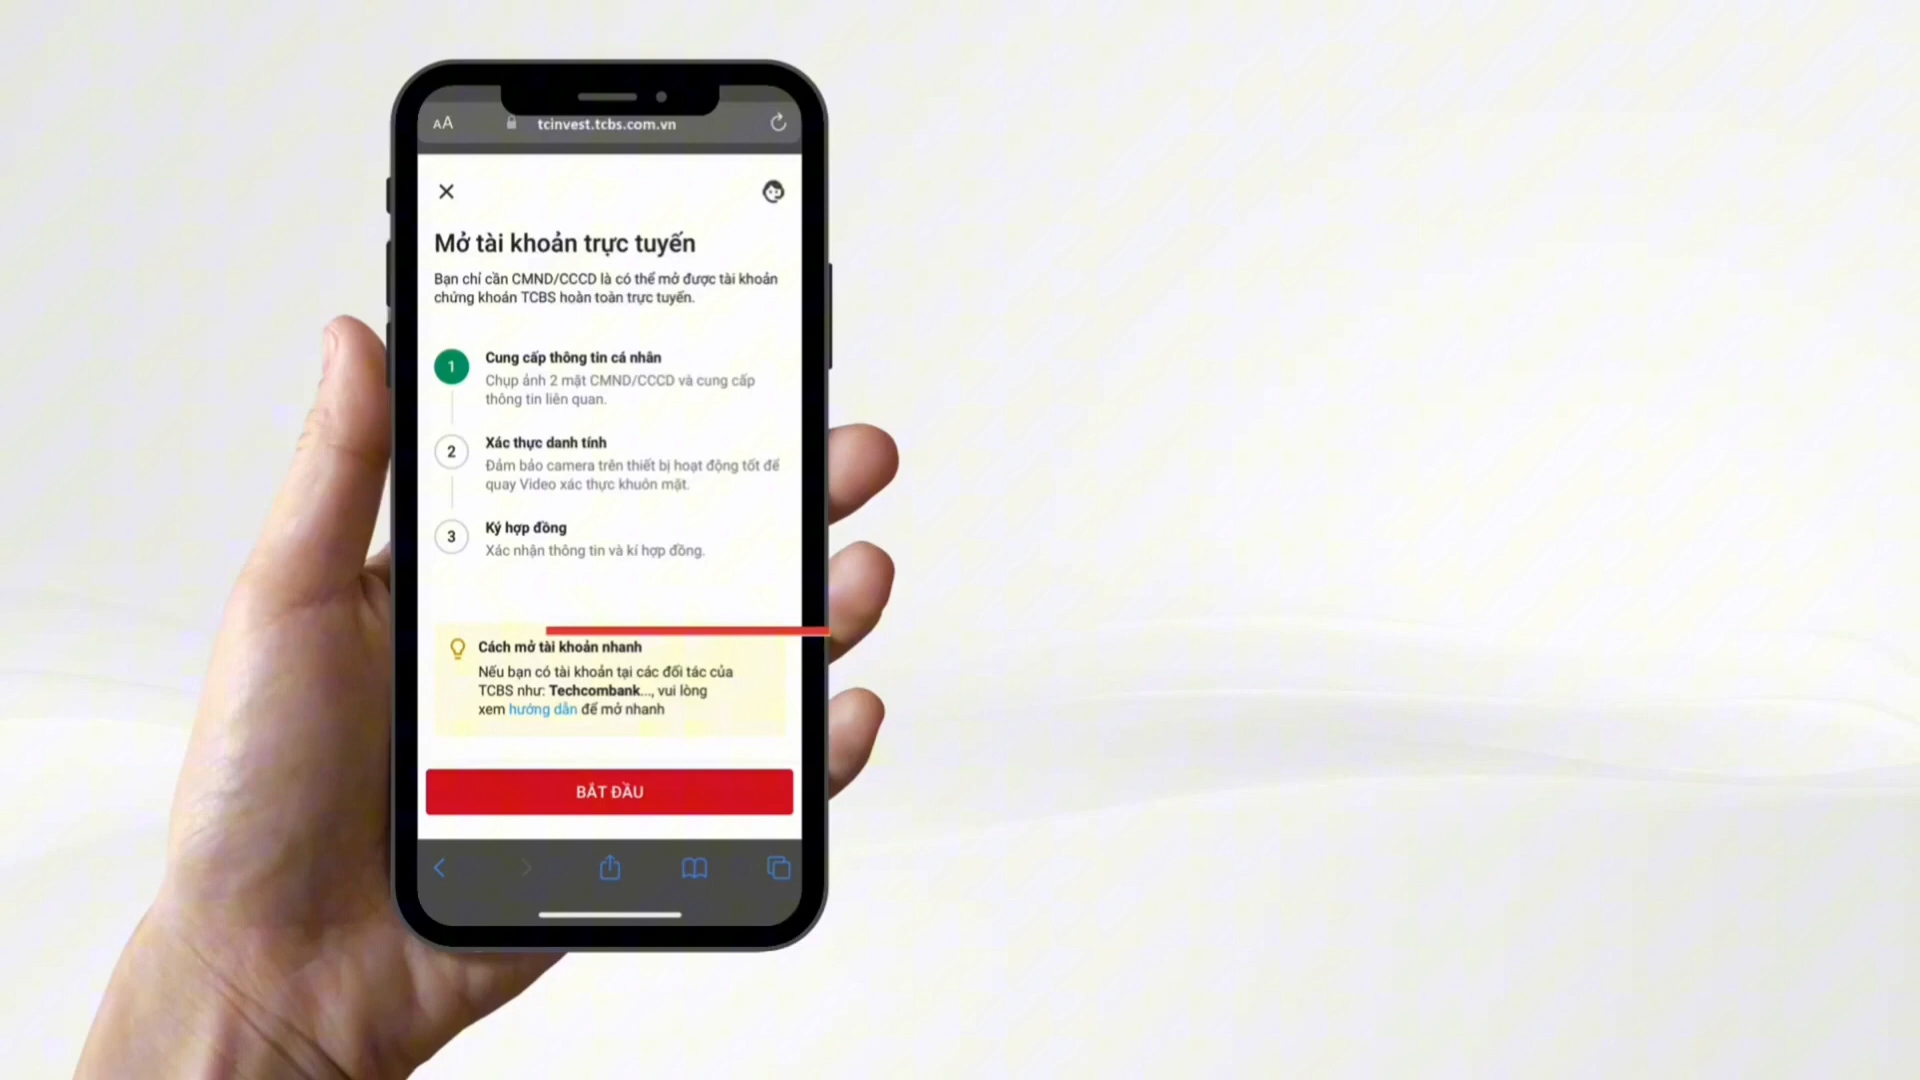 AA
tcinvest.tcbs.com.vn
Mở tài khoản trực tuyến
Bạn chỉ cần CMND/CCCD là có thể mở được tài khoản
chứng khoán TCBS hoàn toàn trực tuyến.
1
Cung cấp thông tin cá nhân
Chụp ảnh 2 mặt CMND/CCCD và cung cấp
thông tin liên quan.
2
Xác thực danh tính
Đảm bảo camera trên thiết bị hoạt động tốt để
quay Video xác thực khuôn mặt.
3
Ký hợp đồng
Xác nhận thông tin và kí hợp đồng.
Cách mở tài khoản nhanh
Nếu bạn có tài khoản tại các đối tác của
TCBS như: Techcombank..., vui lòng
xem hướng dẫn để mở nhanh
BẮT ĐẦU